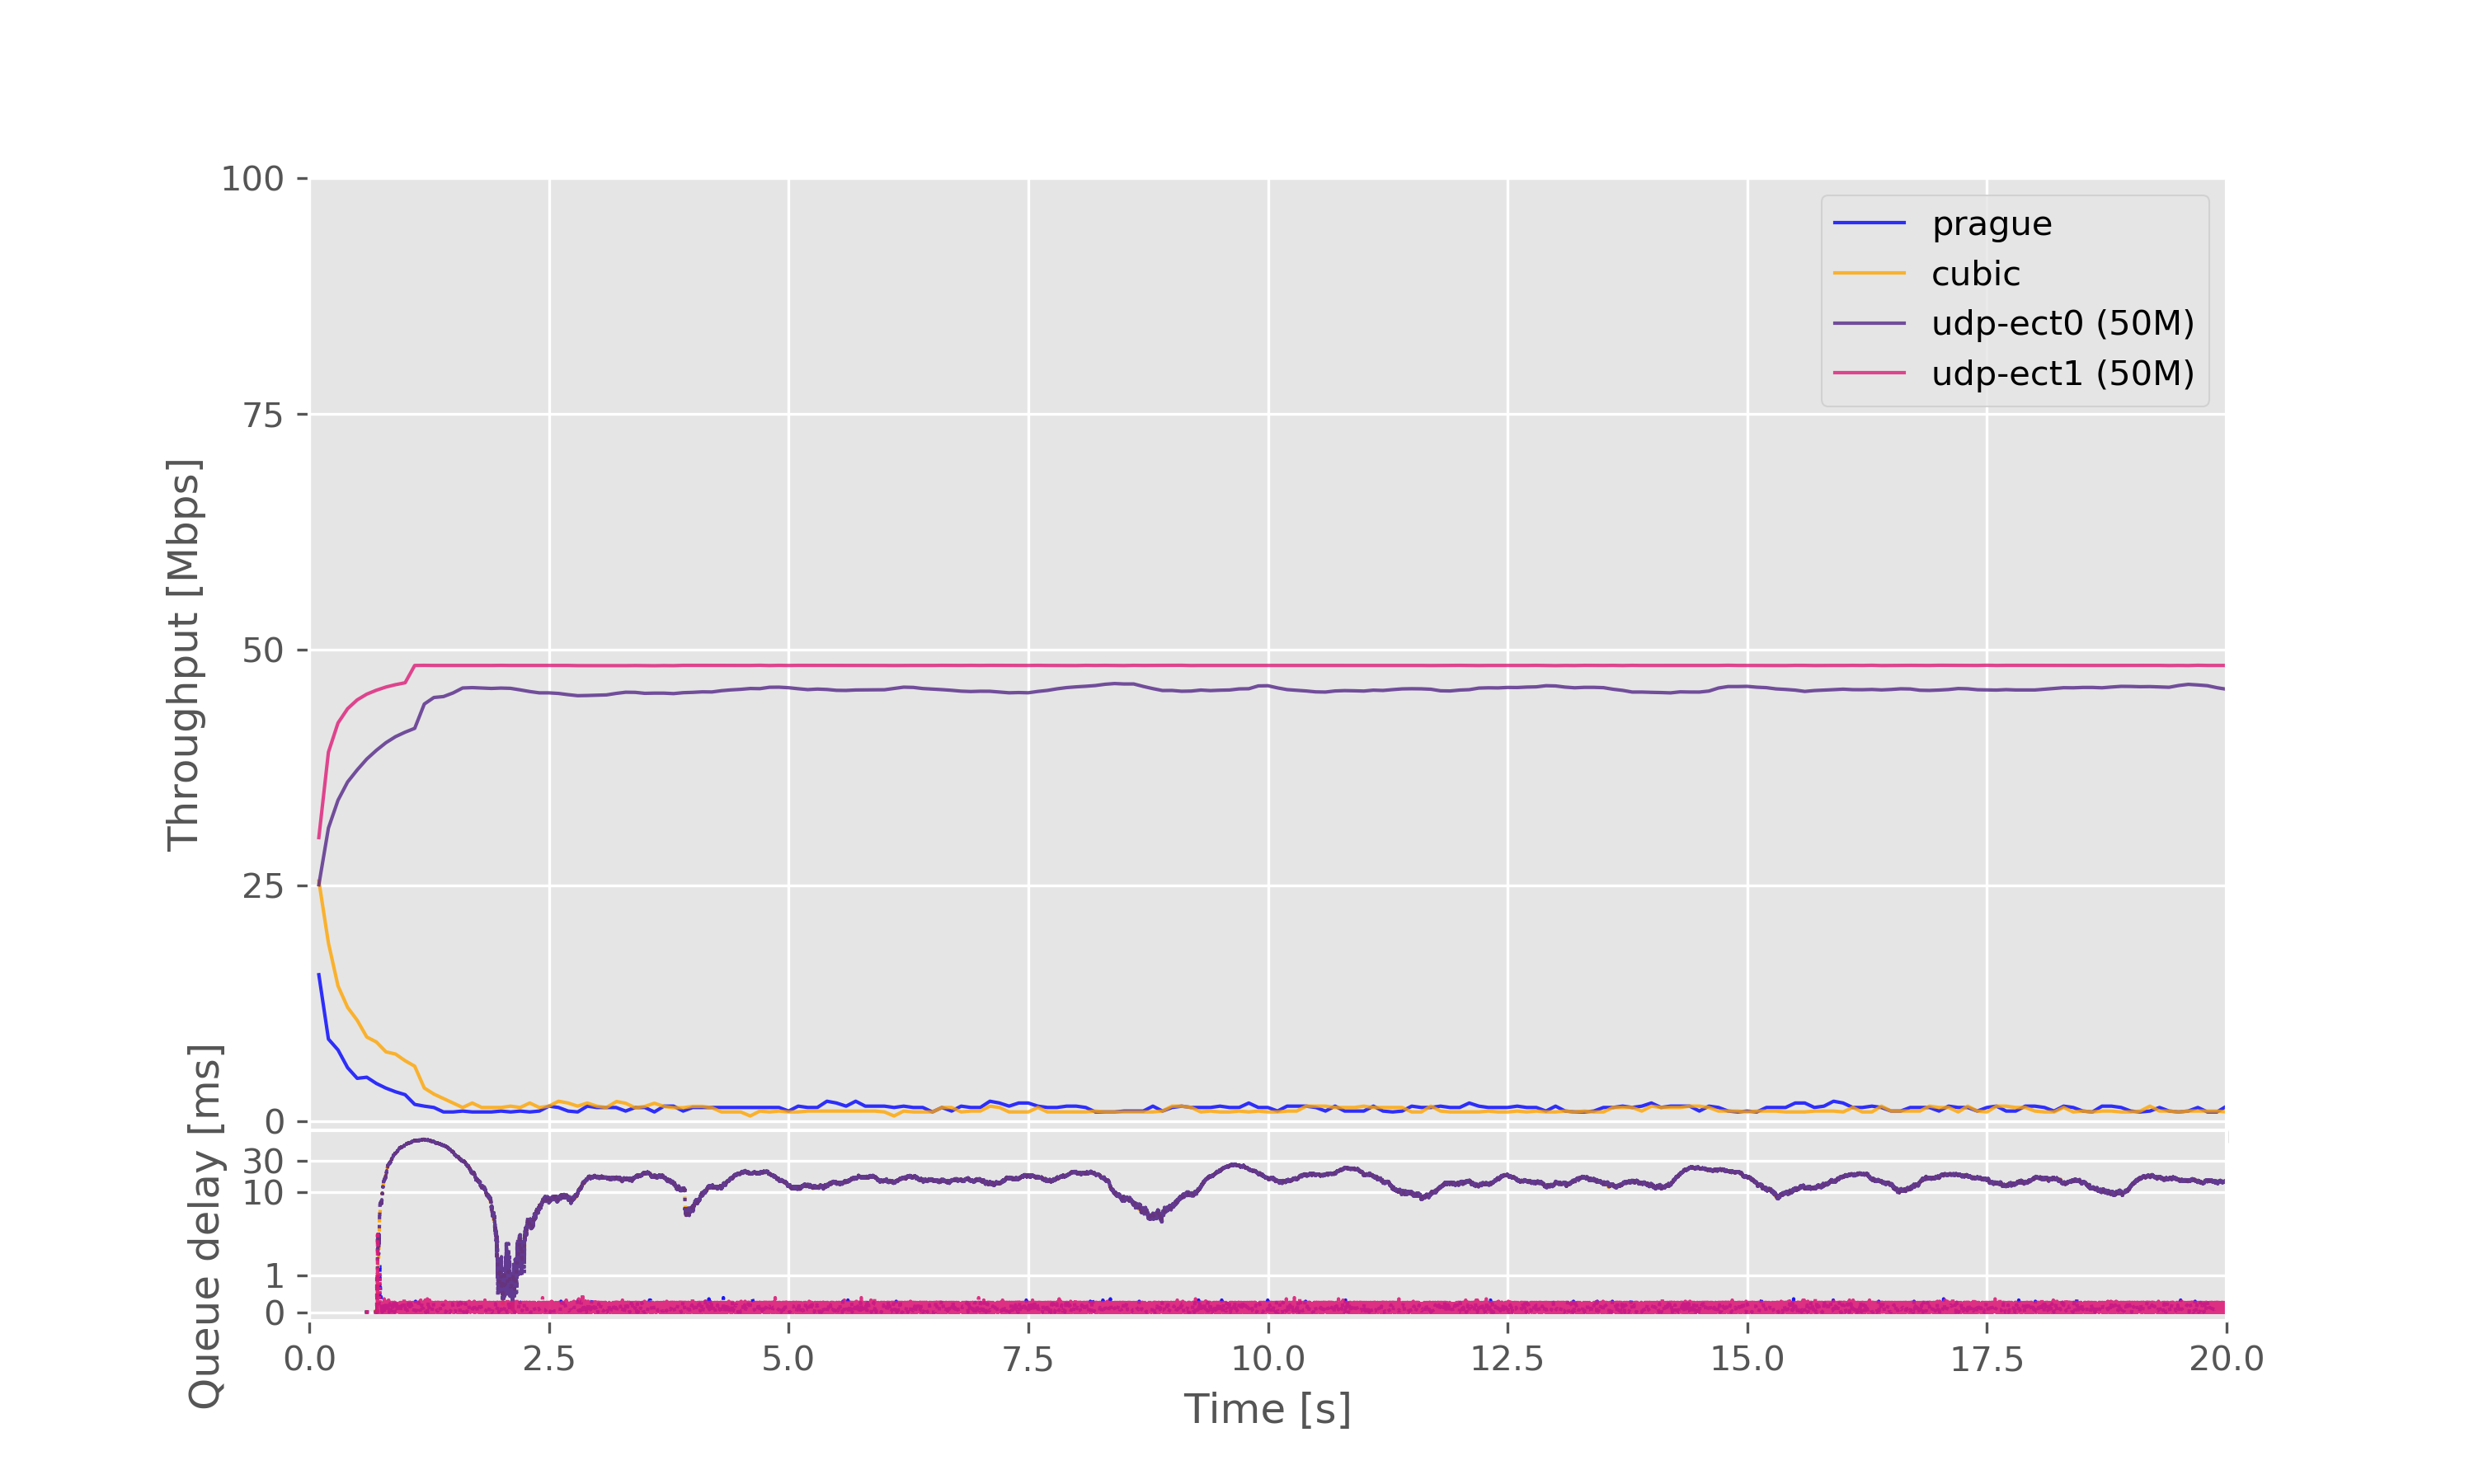 Throughput [Mbps]
100
75
50
25
0
prague
cubic
udp-ect0 (50M)
udp-ect1 (50M)
Queue delay [ms]
30
10
1
0
0.0 2.5 5.0 7.5 10.0 12.5 15.0 17.5 20.0
Time [s]